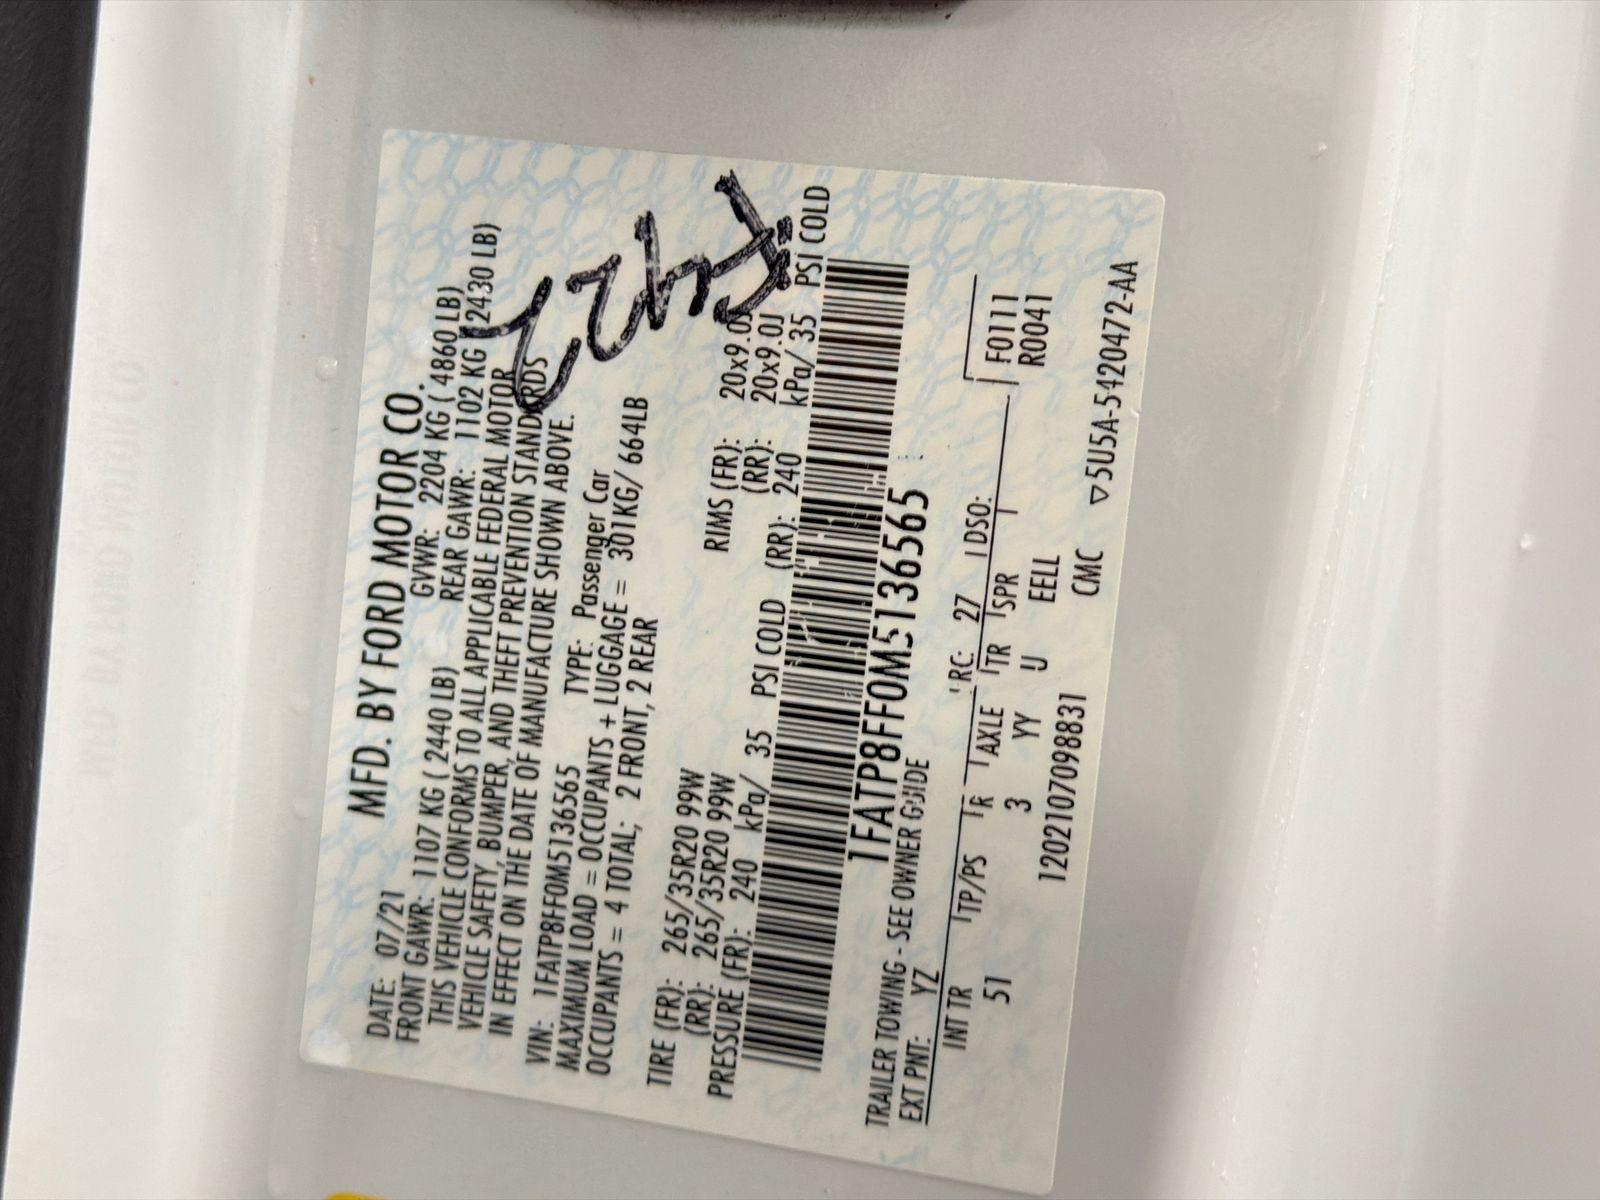 MFD. BY FORD MOTOR CO.
DATE: 07/21 GVWR: 2204 KG ( 4860 LB)
FRONT GAWR: 1107 KG ( 2440 LB) REAR GAWR: 1102 KG ( 2430 LB)
THIS VEHICLE CONFORMS TO ALL APPLICABLE FEDERAL MOTOR
VEHICLE SAFETY, BUMPER, AND THEFT PREVENTION STANDARDS
IN EFFECT ON THE DATE OF MANUFACTURE SHOWN ABOVE.
VIN: 1FATP8FF0M5136565 TYPE: Passenger Car
MAXIMUM LOAD = OCCUPANTS + LUGGAGE = 301KG/ 664LB
OCCUPANTS = 4 TOTAL; 2 FRONT, 2 REAR
TIRE (FR): 265/35R20 99W RIMS (FR): 20x9.0J
(RR): 265/35R20 99W (RR): 20x9.0J
PRESSURE (FR): 240 kPa/ 35 PSI COLD (RR): 240 kPa/ 35 PSI COLD
1FATP8FF0M5136565
TRAILER TOWING - SEE OWNER GUIDE
EXT PNT: YZ RC: 27 DSO:
INT TR TP/PS R AXLE TR SPR F0111
51 3 YY U EELL R0041
1202107098831 CMC ▽5U5A-5420472-AA